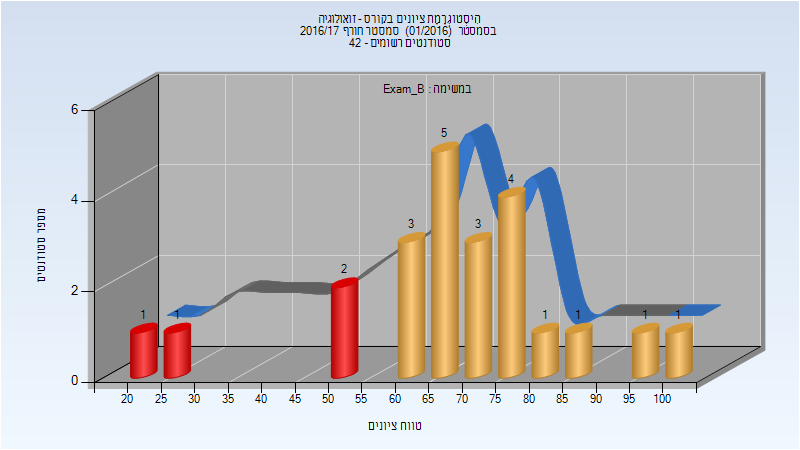 היסטוגרמת ציונים בקורס - זואולוגיה
בסמסטר (01/2016) סמסטר חורף 2016/17
סטודנטים רשומים - 42
במשימה : Exam_B
מספר סטודנטים
6
4
2
0
1
1
2
3
5
3
4
1
1
1
1
20 25 30 35 40 45 50 55 60 65 70 75 80 85 90 95 100
טווח ציונים